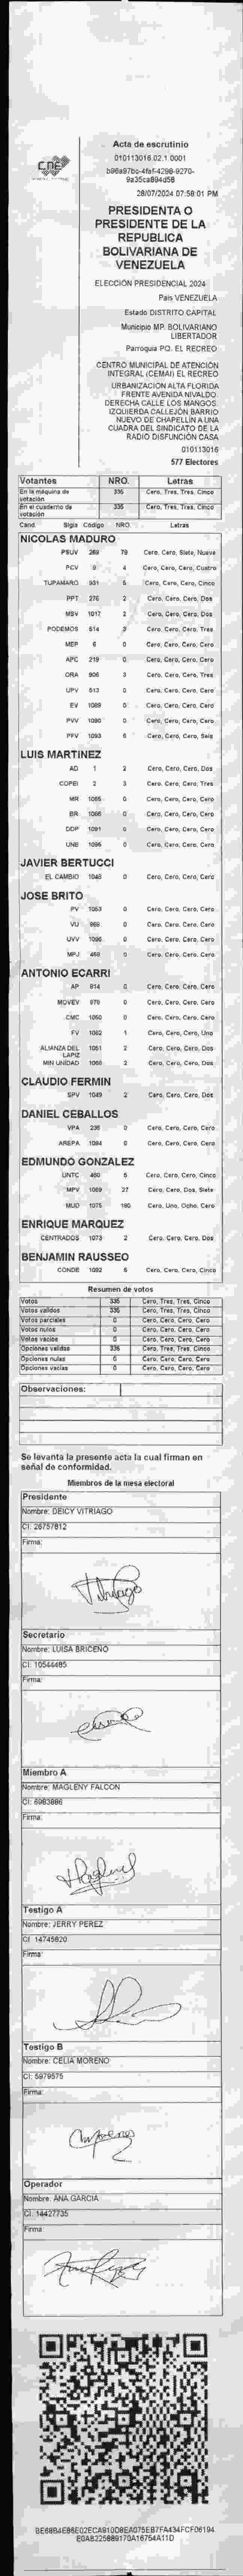 CNE
Acta de escrutinio
010113016.02.1.0001
28/07/2024 07:56:01 PM
PRESIDENTA O
PRESIDENTE DE LA
REPUBLICA
BOLIVARIANA DE
VENEZUELA
ELECCIÓN PRESIDENCIAL 2024
País VENEZUELA
Estado DISTRITO CAPITAL
Municipio MP. BOLIVARIANO
LIBERTADOR
Parroquia PQ. EL RECREO
CENTRO MUNICIPAL DE ATENCIÓN
INTEGRAL (CEMAI) EL RECREO
URBANIZACIÓN ALTA FLORIDA
FRENTE AVENIDA NIVALDO.
DERECHA CALLE LOS MANGOS.
IZQUIERDA CALLEJÓN BARRIO
NUEVO DE CHAPELLÍN A UNA
CUADRA DEL SINDICATO DE LA
RADIO DISFUNCIÓN CASA
010113016
577 Electores
Votantes NRO. Letras
En la máquina de votación 335 Cero, Tres, Tres, Cinco
En el cuaderno de votación 335 Cero, Tres, Tres, Cinco
Cand. Sigla Código NRO. Letras
NICOLAS MADURO
PSUV 269 79 Cero, Cero, Siete, Nueve
PCV 9 4 Cero, Cero, Cero, Cuatro
TUPAMARO 931 5 Cero, Cero, Cero, Cinco
PPT 276 2 Cero, Cero, Cero, Dos
MSV 1017 2 Cero, Cero, Cero, Dos
PODEMOS 514 3 Cero, Cero, Cero, Tres
MEP 6 0 Cero, Cero, Cero, Cero
APC 219 0 Cero, Cero, Cero, Cero
ORA 906 3 Cero, Cero, Cero, Tres
UPV 513 0 Cero, Cero, Cero, Cero
EV 1089 0 Cero, Cero, Cero, Cero
PVV 1090 0 Cero, Cero, Cero, Cero
PFV 1093 6 Cero, Cero, Cero, Seis
LUIS MARTINEZ
AD 1 2 Cero, Cero, Cero, Dos
COPEI 2 3 Cero, Cero, Cero, Tres
MR 0 Cero, Cero, Cero, Cero
BR 0 Cero, Cero, Cero, Cero
DDP 1091 0 Cero, Cero, Cero, Cero
UNE 1095 0 Cero, Cero, Cero, Cero
JAVIER BERTUCCI
EL CAMBIO 1048 0 Cero, Cero, Cero, Cero
JOSE BRITO
PV 1053 0 Cero, Cero, Cero, Cero
VU 0 Cero, Cero, Cero, Cero
UVV 1096 0 Cero, Cero, Cero, Cero
MPJ 0 Cero, Cero, Cero, Cero
ANTONIO ECARRI
AP 814 0 Cero, Cero, Cero, Cero
MOVEV 979 0 Cero, Cero, Cero, Cero
CMC 1050 0 Cero, Cero, Cero, Cero
FV 1 Cero, Cero, Cero, Uno
ALIANZA DEL LAPIZ 1051 2 Cero, Cero, Cero, Dos
MIN UNIDAD 1068 2 Cero, Cero, Cero, Dos
CLAUDIO FERMIN
SPV 1049 2 Cero, Cero, Cero, Dos
DANIEL CEBALLOS
VPA 0 Cero, Cero, Cero, Cero
AREPA 1094 0 Cero, Cero, Cero, Cero
EDMUNDO GONZALEZ
UNTC 5 Cero, Cero, Cero, Cinco
MPV 1069 27 Cero, Cero, Dos, Siete
MUD 1075 180 Cero, Uno, Ocho, Cero
ENRIQUE MARQUEZ
CENTRADOS 1073 2 Cero, Cero, Cero, Dos
BENJAMIN RAUSSEO
CONDE 1092 5 Cero, Cero, Cero, Cinco
Resumen de votos
Votos 335 Cero, Tres, Tres, Cinco
Votos válidos 335 Cero, Tres, Tres, Cinco
Votos parciales 0 Cero, Cero, Cero, Cero
Votos nulos 0 Cero, Cero, Cero, Cero
Votos vacíos 0 Cero, Cero, Cero, Cero
Opciones válidas 335 Cero, Tres, Tres, Cinco
Opciones nulas 0 Cero, Cero, Cero, Cero
Opciones vacías 0 Cero, Cero, Cero, Cero
Observaciones:
Se levanta la presente acta la cual firman en
señal de conformidad.
Miembros de la mesa electoral
Presidente
Nombre: DEICY VITRIAGO
CI: 26757812
Firma:
Vitriago
Secretario
Nombre: LUISA BRICEÑO
CI: 10544485
Firma:
Miembro A
Nombre: MAGLENY FALCON
CI: 6963886
Firma:
Testigo A
Nombre: JERRY PEREZ
CI: 14745820
Firma:
Testigo B
Nombre: CELIA MORENO
CI: 5979575
Firma:
Operador
Nombre: ANA GARCIA
CI: 14427735
Firma: